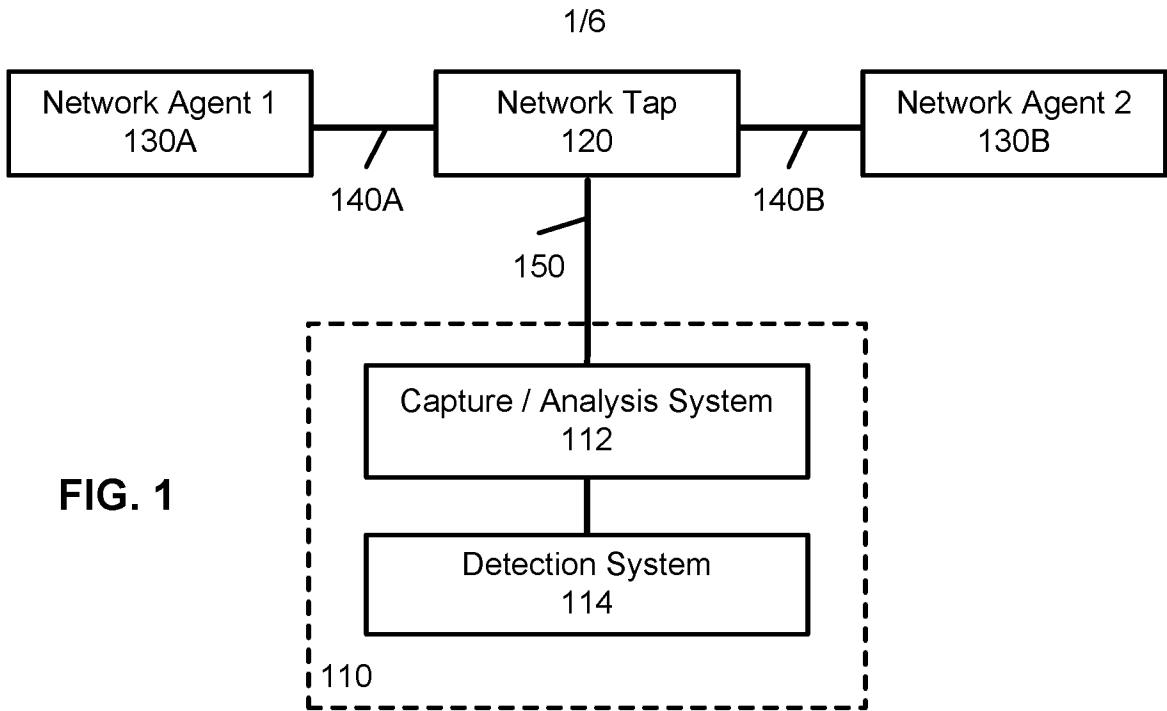 1/6
Network Agent 1
130A
Network Tap
120
Network Agent 2
130B
140A
140B
150
Capture / Analysis System
112
FIG. 1
Detection System
114
110